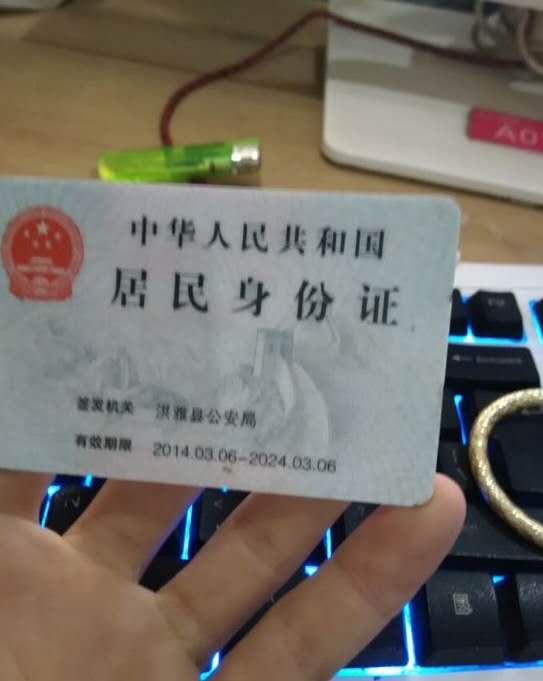 A0
中华人民共和国
居民身份证
签发机关 洪雅县公安局
有效期限 2014.03.06-2024.03.06